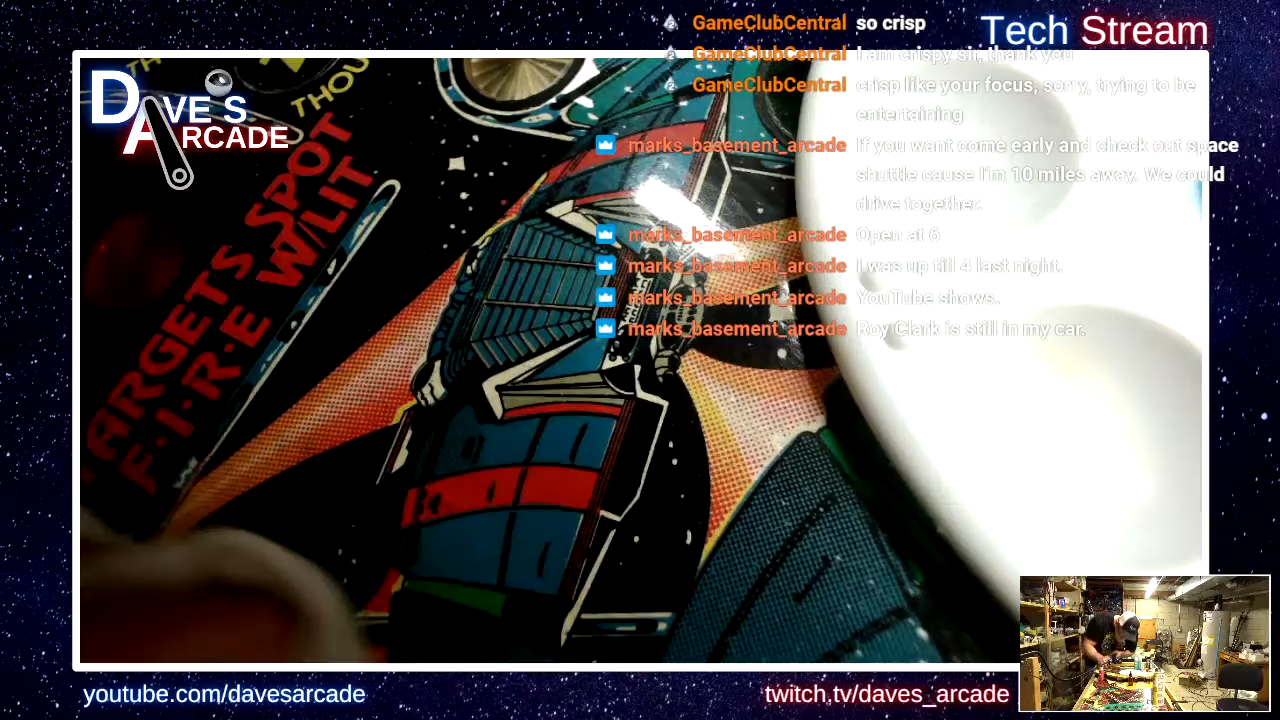 GameClubCentral so crisp
Tech Stream
GameClubCentral I am crispy sir, thank you
GameClubCentral crisp like your focus, sorry, trying to be
entertaining
marks_basement_arcade If you want come early and check out space
shuttle cause I'm 10 miles away. We could
drive together.
marks_basement_arcade Open at 6
marks_basement_arcade I was up till 4 last night.
marks_basement_arcade YouTube shows.
marks_basement_arcade Roy Clark is still in my car.
DAVE'S
ARCADE
TH
THOU
TARGETS SPOT
F·I·R·E W/LIT
youtube.com/davesarcade
twitch.tv/daves_arcade